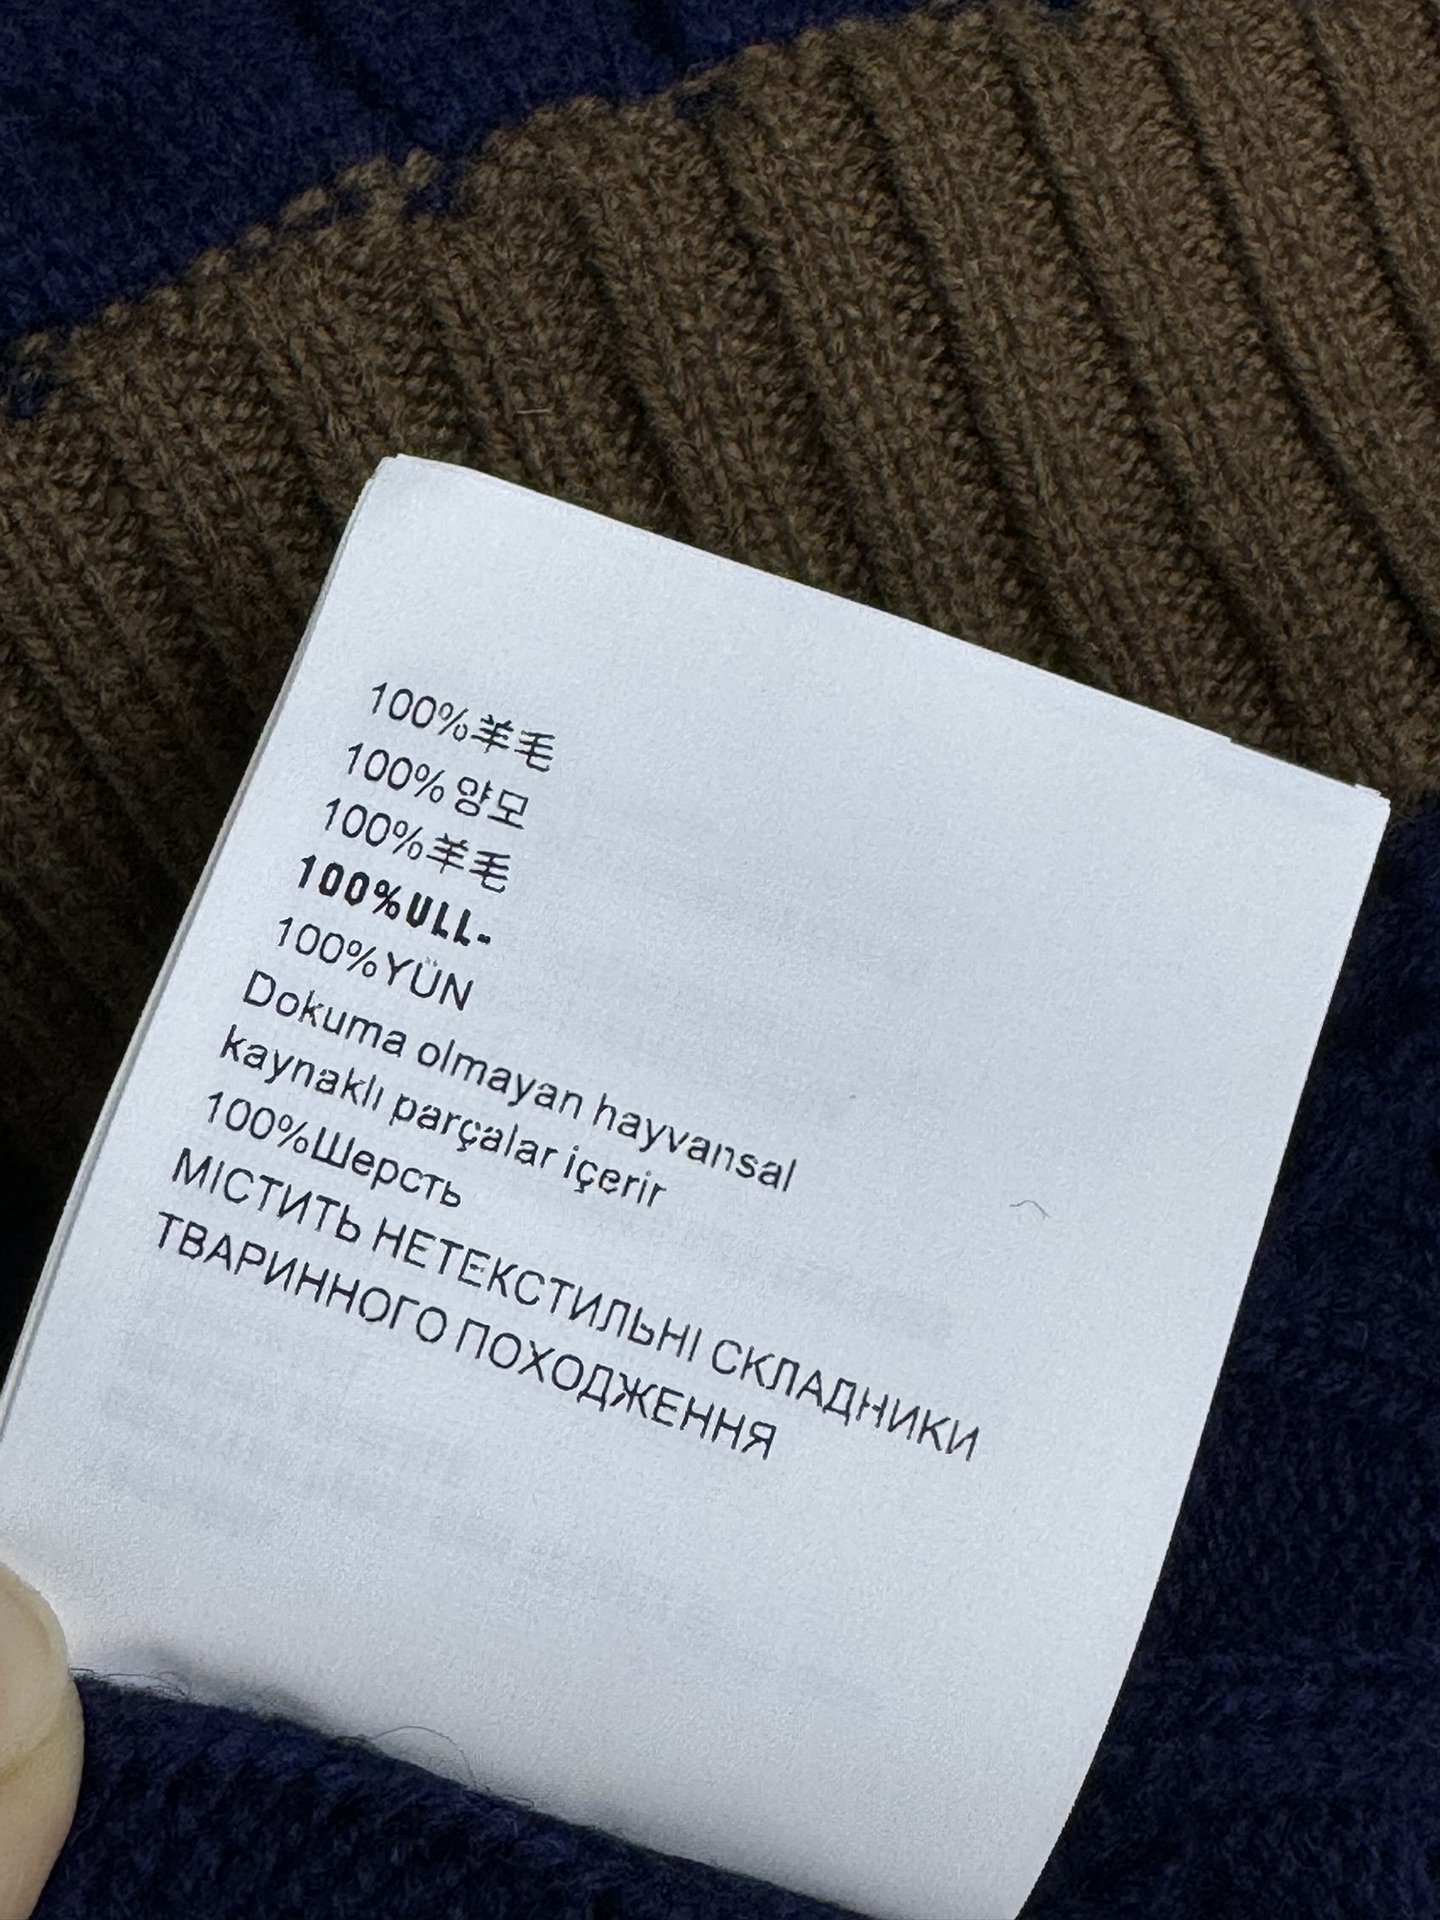 100%羊毛
100%양모
100%羊毛
100%ULL-
100%YÜN
Dokuma olmayan hayvansal
kaynaklı parçalar içerir
100%Шерсть
МІСТИТЬ НЕТЕКСТИЛЬНІ СКЛАДНИКИ
ТВАРИННОГО ПОХОДЖЕННЯ